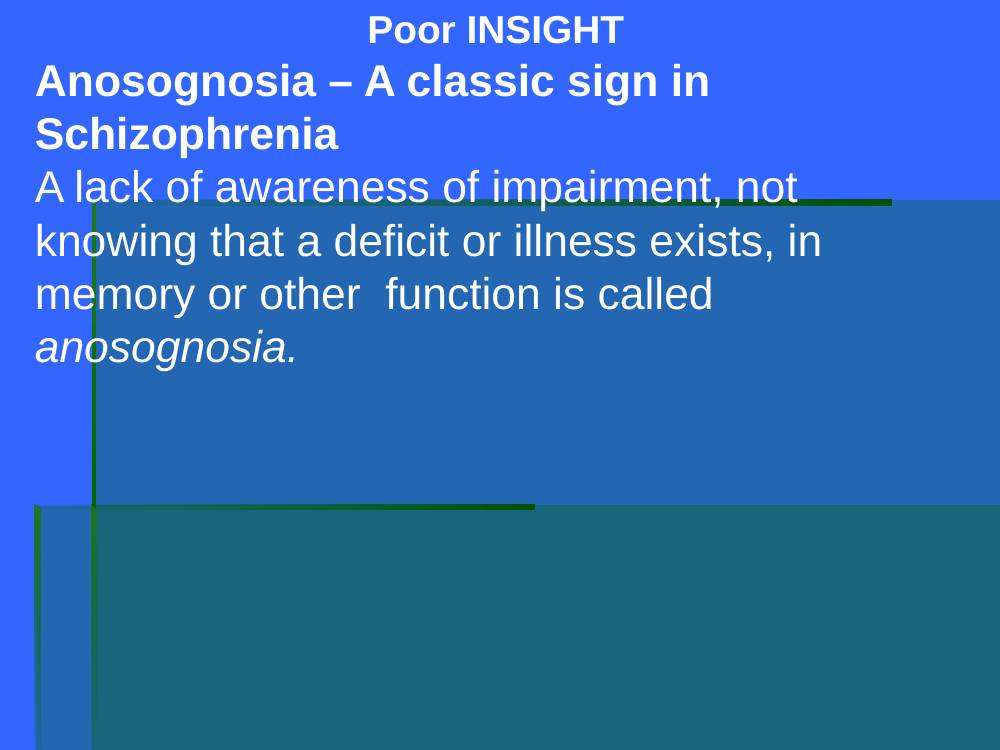 Poor INSIGHT
Anosognosia – A classic sign in
Schizophrenia
A lack of awareness of impairment, not
knowing that a deficit or illness exists, in
memory or other  function is called
anosognosia.